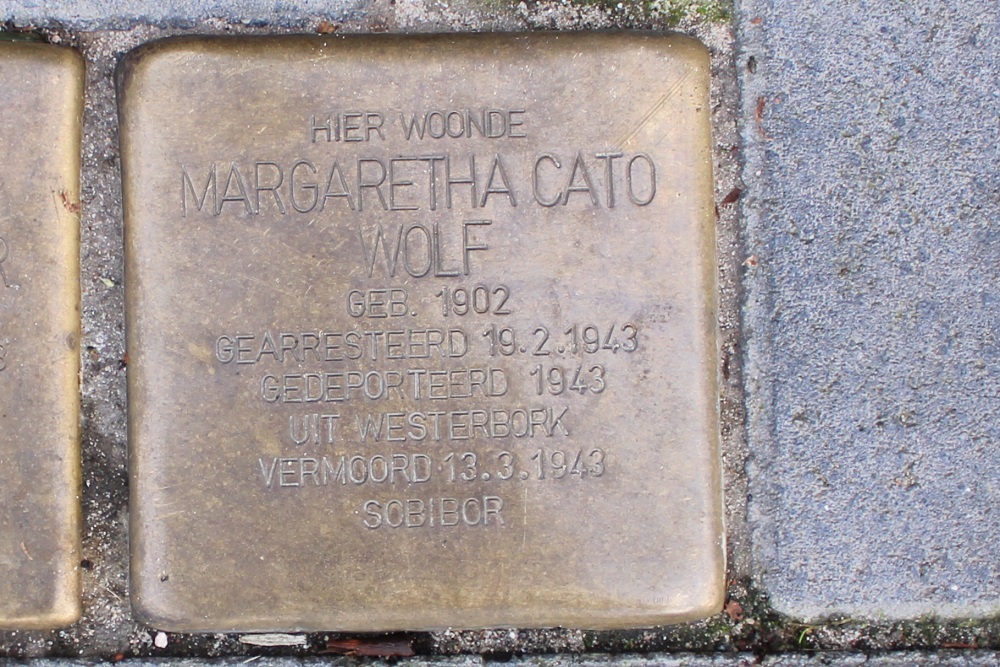 HIER WOONDE
MARGARETHA CATO
WOLF
GEB. 1902
GEARRESTEERD 19.2.1943
GEDEPORTEERD 1943
UIT WESTERBORK
VERMOORD 13.3.1943
SOBIBOR